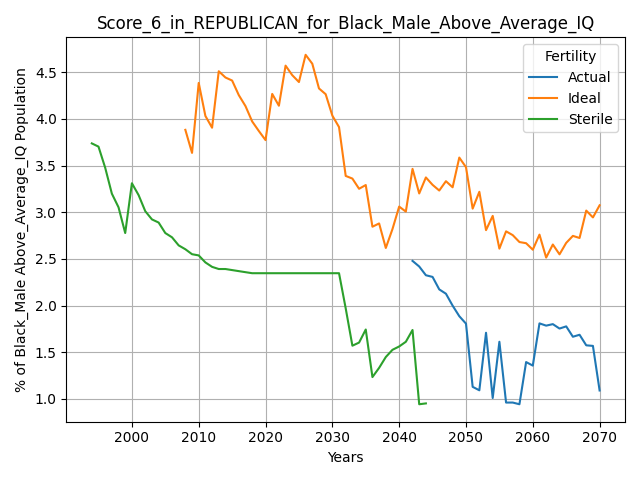 Score_6_in_REPUBLICAN_for_Black_Male_Above_Average_IQ
Fertility
Actual
Ideal
Sterile
% of Black_Male Above_Average_IQ Population
4.5
4.0
3.5
3.0
2.5
2.0
1.5
1.0
2000 2010 2020 2030 2040 2050 2060 2070
Years